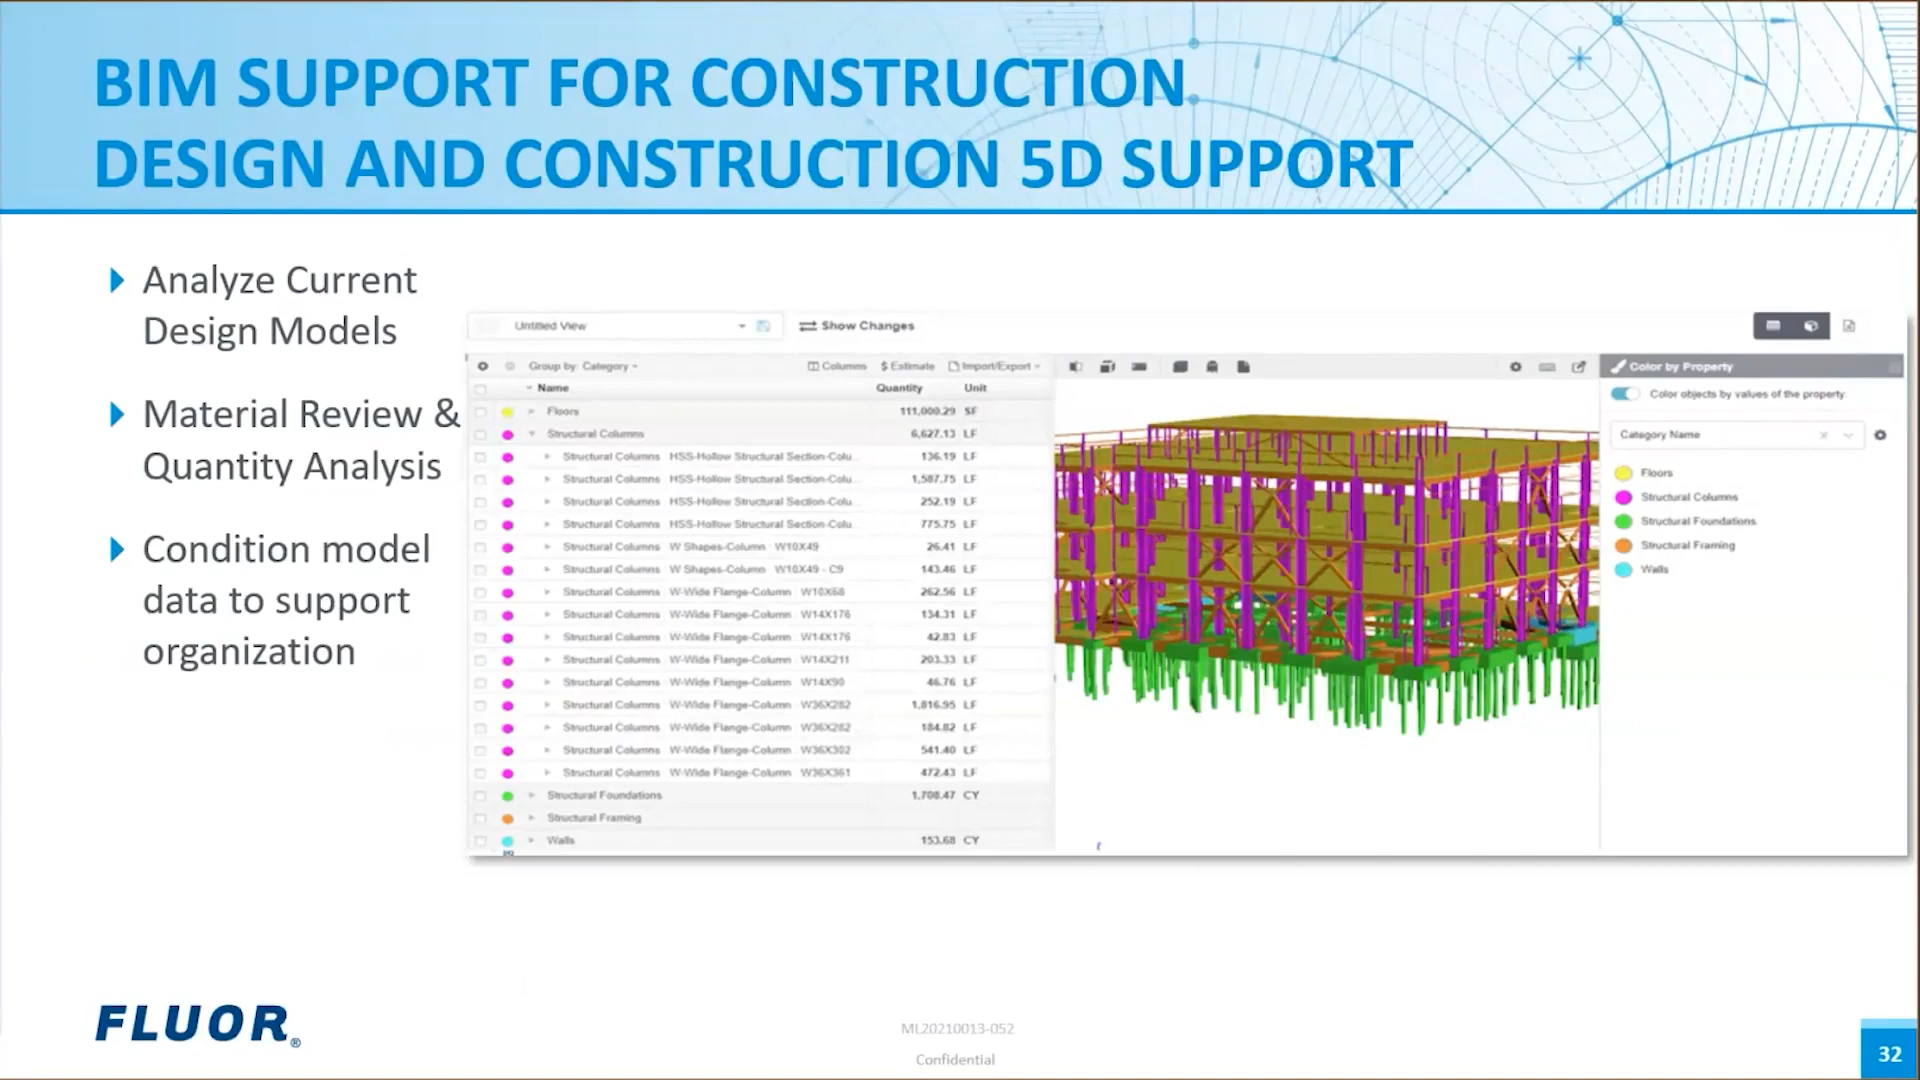 BIM SUPPORT FOR CONSTRUCTION
DESIGN AND CONSTRUCTION 5D SUPPORT
Analyze Current
Design Models
Material Review &
Quantity Analysis
Condition model
data to support
organization
Untitled View
Show Changes
Group by: Category
Columns
$ Estimate
Import/Export
Name Quantity Unit
Floors 111,000.29 SF
Structural Columns 6,627.13 LF
Structural Columns HSS-Hollow Structural Section-Colu... 136.19 LF
Structural Columns HSS-Hollow Structural Section-Colu... 1,587.75 LF
Structural Columns HSS-Hollow Structural Section-Colu... 252.19 LF
Structural Columns HSS-Hollow Structural Section-Colu... 775.75 LF
Structural Columns W Shapes-Column W10X49 26.41 LF
Structural Columns W Shapes-Column W10X49 - C9 143.46 LF
Structural Columns W-Wide Flange-Column W10X68 262.56 LF
Structural Columns W-Wide Flange-Column W14X176 134.31 LF
Structural Columns W-Wide Flange-Column W14X176 42.83 LF
Structural Columns W-Wide Flange-Column W14X211 203.33 LF
Structural Columns W-Wide Flange-Column W14X90 46.76 LF
Structural Columns W-Wide Flange-Column W36X282 1,816.95 LF
Structural Columns W-Wide Flange-Column W36X282 184.82 LF
Structural Columns W-Wide Flange-Column W36X302 541.40 LF
Structural Columns W-Wide Flange-Column W36X361 472.43 LF
Structural Foundations 1,708.47 CY
Structural Framing
Walls 153.68 CY
Color by Property
Color objects by values of the property
Category Name
Floors
Structural Columns
Structural Foundations
Structural Framing
Walls
FLUOR®
ML20210013-052
Confidential
32